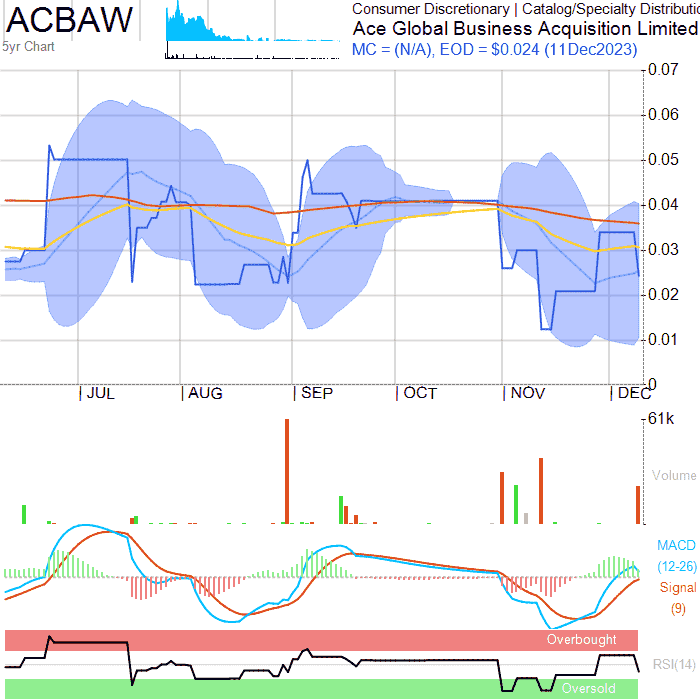 ACBAW
5yr Chart
Consumer Discretionary | Catalog/Specialty Distributio
Ace Global Business Acquisition Limited
MC = (N/A), EOD = $0.024 (11Dec2023)
0.07
0.06
0.05
0.04
0.03
0.02
0.01
0
JUL AUG SEP OCT NOV DEC
61k
Volume
MACD
(12-26)
Signal
(9)
Overbought
RSI(14)
Oversold